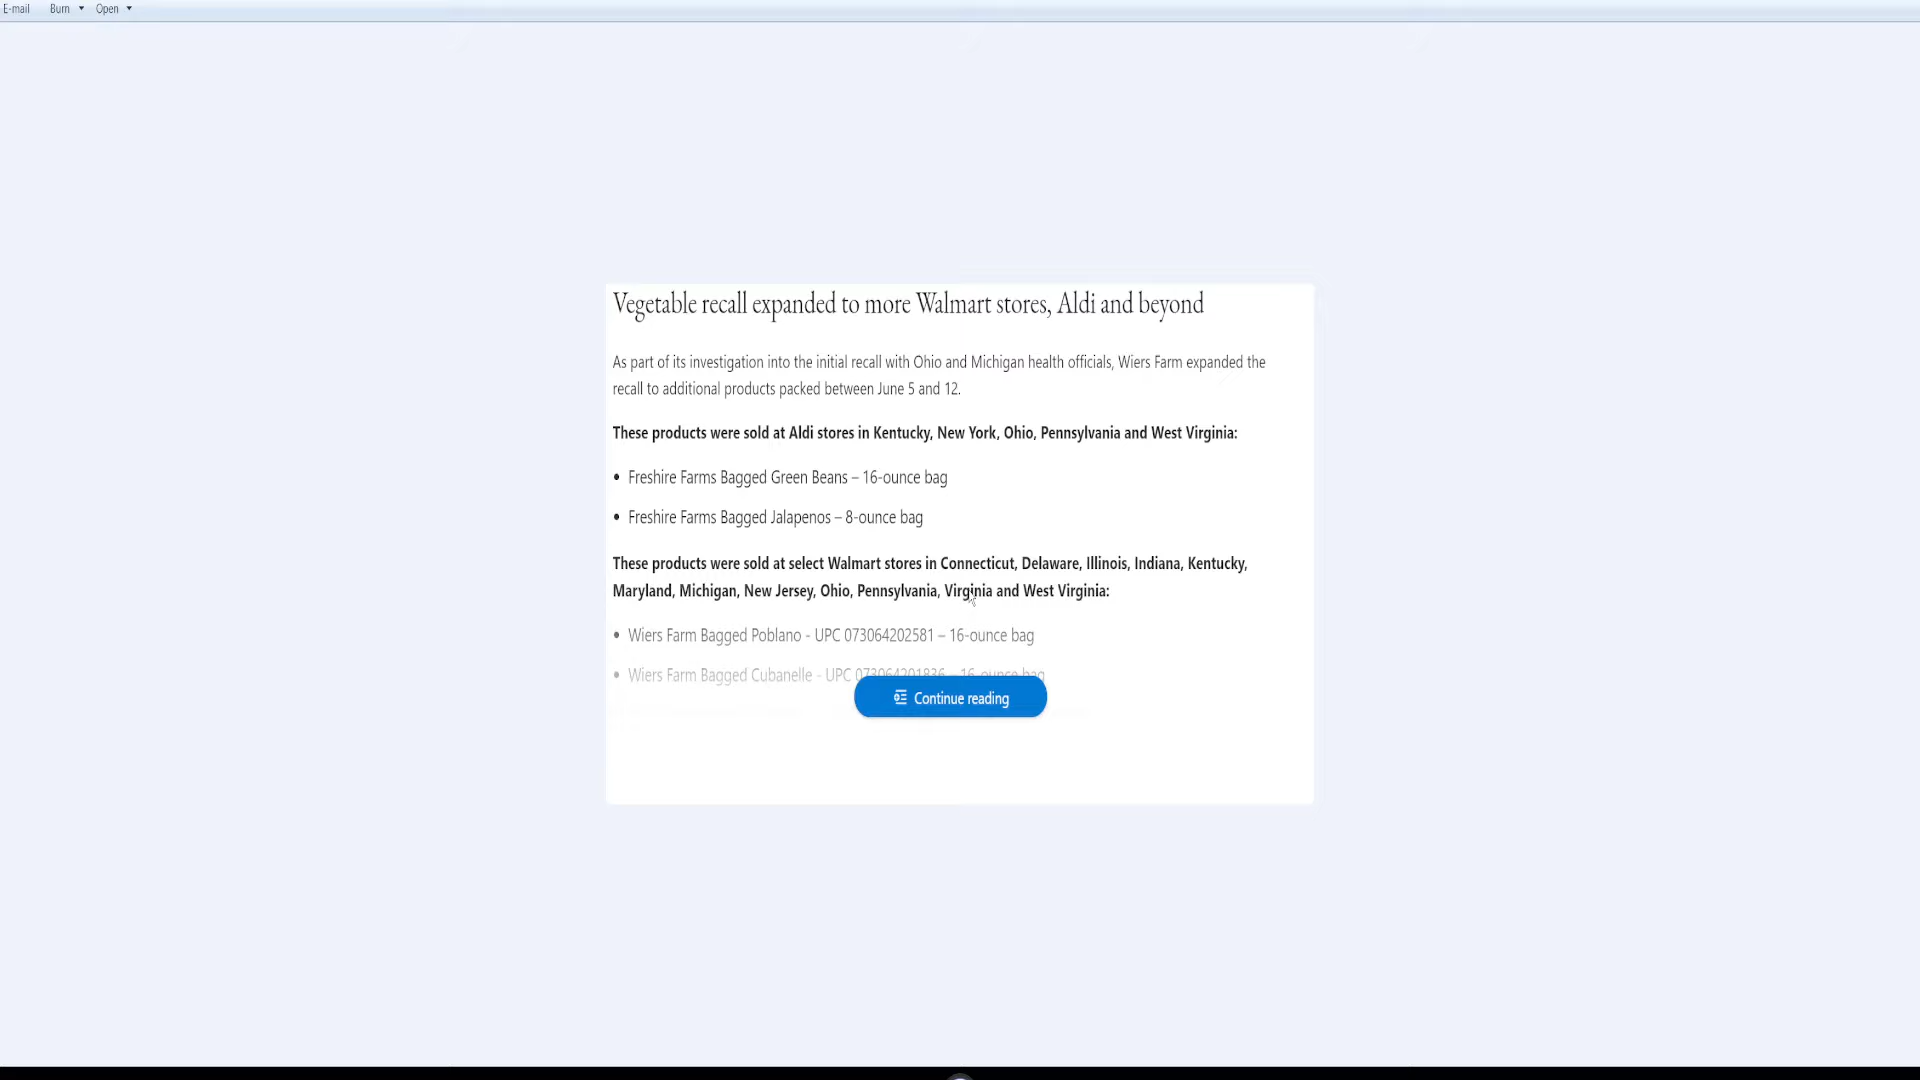 E-mail Burn Open
Vegetable recall expanded to more Walmart stores, Aldi and beyond
As part of its investigation into the initial recall with Ohio and Michigan health officials, Wiers Farm expanded the
recall to additional products packed between June 5 and 12.
These products were sold at Aldi stores in Kentucky, New York, Ohio, Pennsylvania and West Virginia:
• Freshire Farms Bagged Green Beans – 16-ounce bag
• Freshire Farms Bagged Jalapenos – 8-ounce bag
These products were sold at select Walmart stores in Connecticut, Delaware, Illinois, Indiana, Kentucky,
Maryland, Michigan, New Jersey, Ohio, Pennsylvania, Virginia and West Virginia:
• Wiers Farm Bagged Poblano - UPC 073064202581 – 16-ounce bag
• Wiers Farm Bagged Cubanelle - UPC 073064201836 – 16-ounce bag
Continue reading